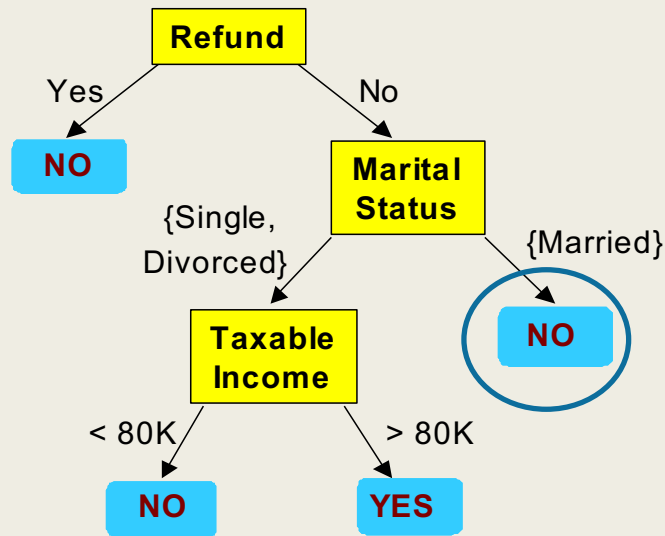 Refund
Yes
No
NO
Marital
Status
{Single,
Divorced}
{Married}
NO
Taxable
Income
< 80K
> 80K
NO
YES